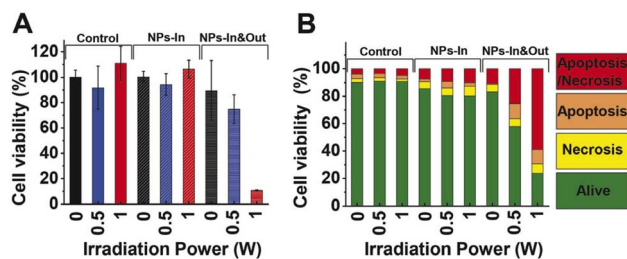 A
Control
NPs-In
NPs-In&Out
Cell viability (%)
120
100
80
60
40
20
0
0
0.5
1
0
0.5
1
0
0.5
1
Irradiation Power (W)
B
Control
NPs-In
NPs-In&Out
Cell viability (%)
100
80
60
40
20
0
0
0.5
1
0
0.5
1
0
0.5
1
Irradiation Power (W)
Apoptosis
/Necrosis
Apoptosis
Necrosis
Alive